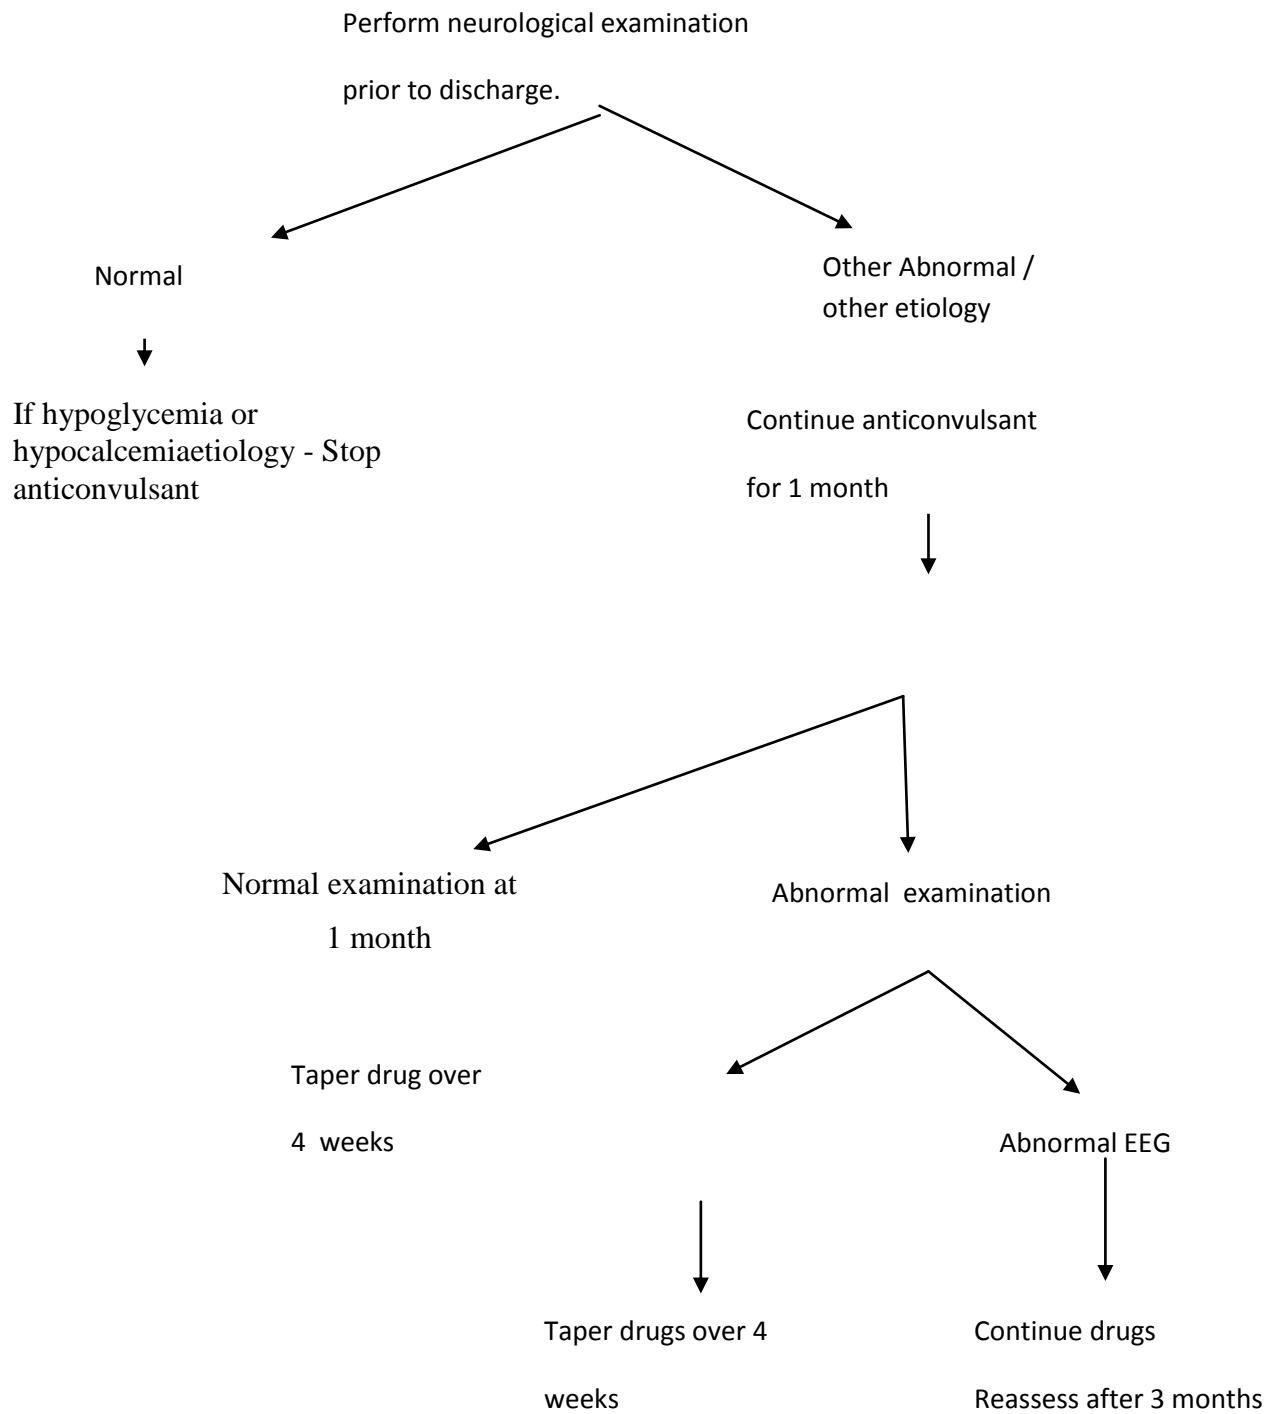 Perform neurological examination
prior to discharge.
Normal
Other Abnormal /
other etiology
If hypoglycemia or
hypocalcemiaetiology - Stop
anticonvulsant
Continue anticonvulsant
for 1 month
Normal examination at
1 month
Abnormal examination
Taper drug over
4 weeks
Abnormal EEG
Taper drugs over 4
weeks
Continue drugs
Reassess after 3 months